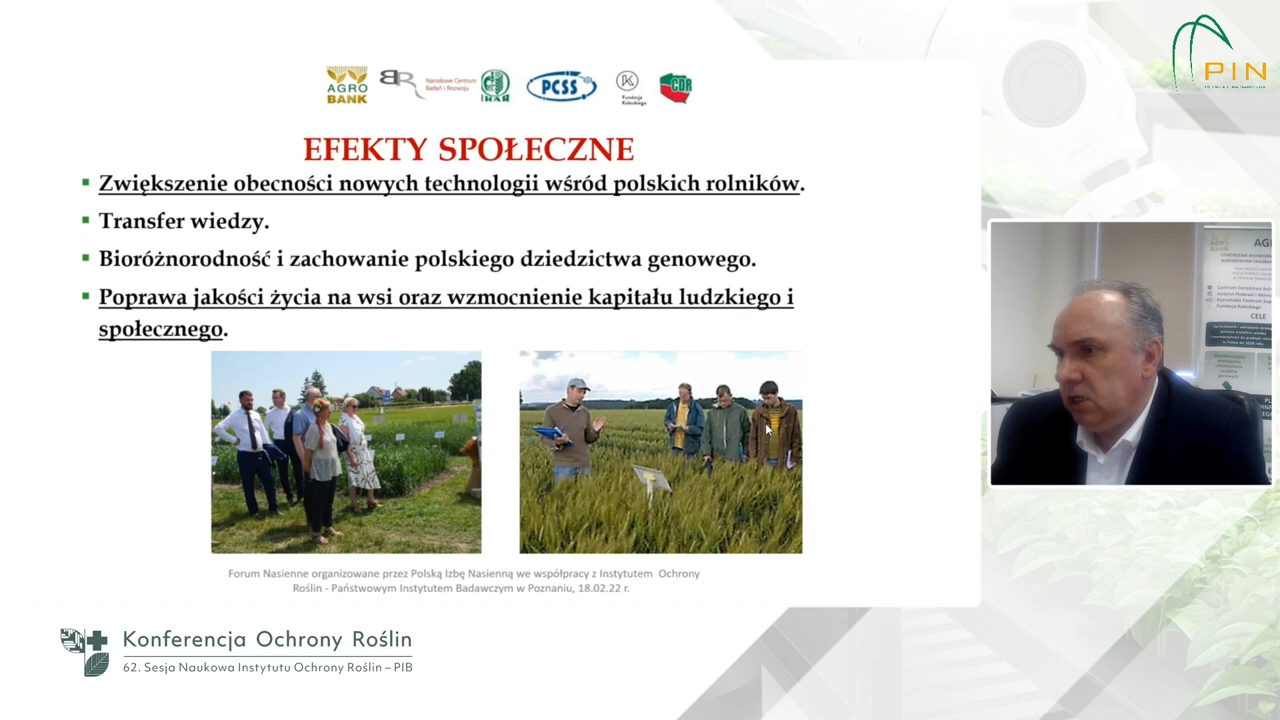 AGRO
BANK
BR
Narodowe Centrum
Badań i Rozwoju
IHAR
PCSS
K
Fundacja
Kaleckiego
CDR
PIN
EFEKTY SPOŁECZNE
Zwiększenie obecności nowych technologii wśród polskich rolników.
Transfer wiedzy.
Bioróżnorodność i zachowanie polskiego dziedzictwa genowego.
Poprawa jakości życia na wsi oraz wzmocnienie kapitału ludzkiego i
społecznego.
AGRO
BANK
CELE
Forum Nasienne organizowane przez Polską Izbę Nasienną we współpracy z Instytutem Ochrony
Roślin - Państwowym Instytutem Badawczym w Poznaniu, 18.02.22 r.
Konferencja Ochrony Roślin
62. Sesja Naukowa Instytutu Ochrony Roślin – PIB